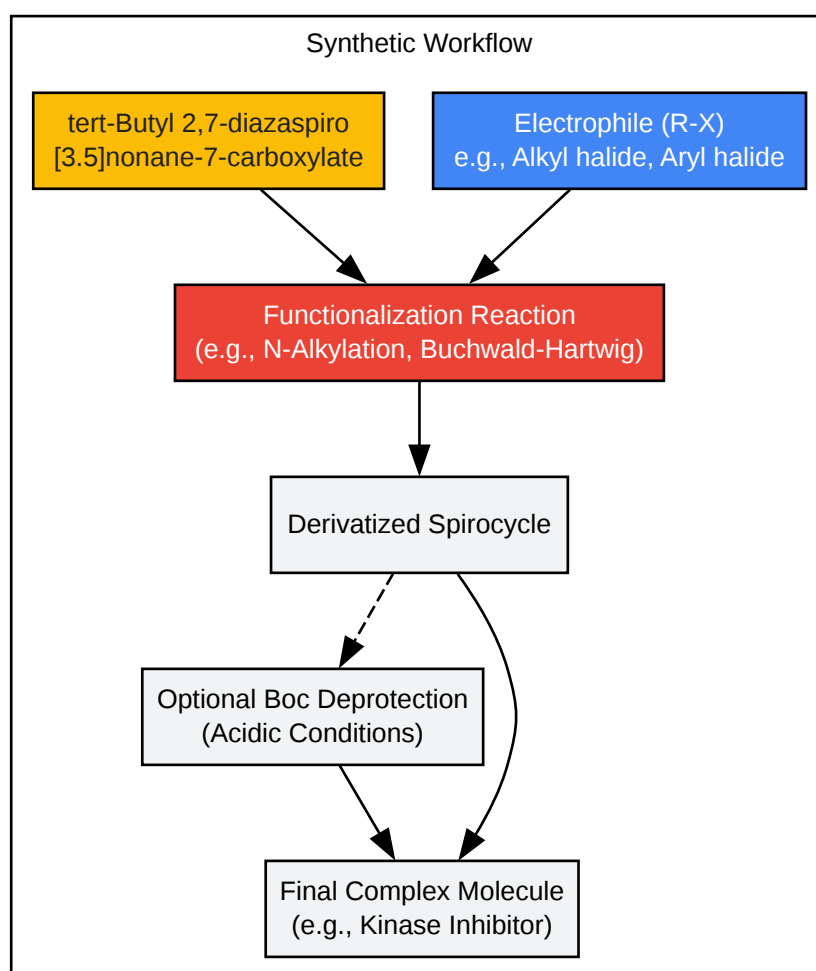 Synthetic Workflow
tert-Butyl 2,7-diazaspiro
[3.5]nonane-7-carboxylate
Electrophile (R-X)
e.g., Alkyl halide, Aryl halide
Functionalization Reaction
(e.g., N-Alkylation, Buchwald-Hartwig)
Derivatized Spirocycle
Optional Boc Deprotection
(Acidic Conditions)
Final Complex Molecule
(e.g., Kinase Inhibitor)